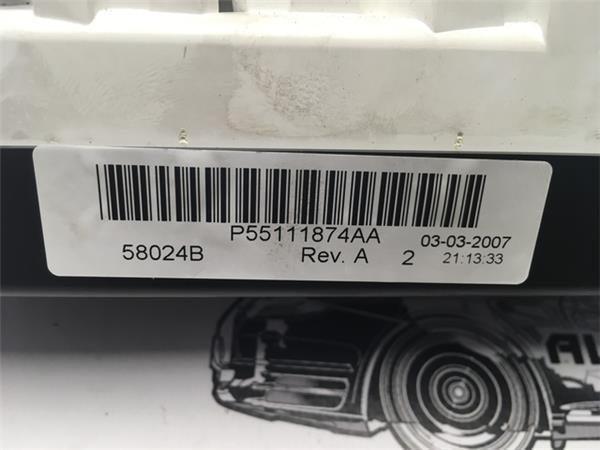 P55111874AA 03-03-2007
58024B Rev. A 2 21:13:33